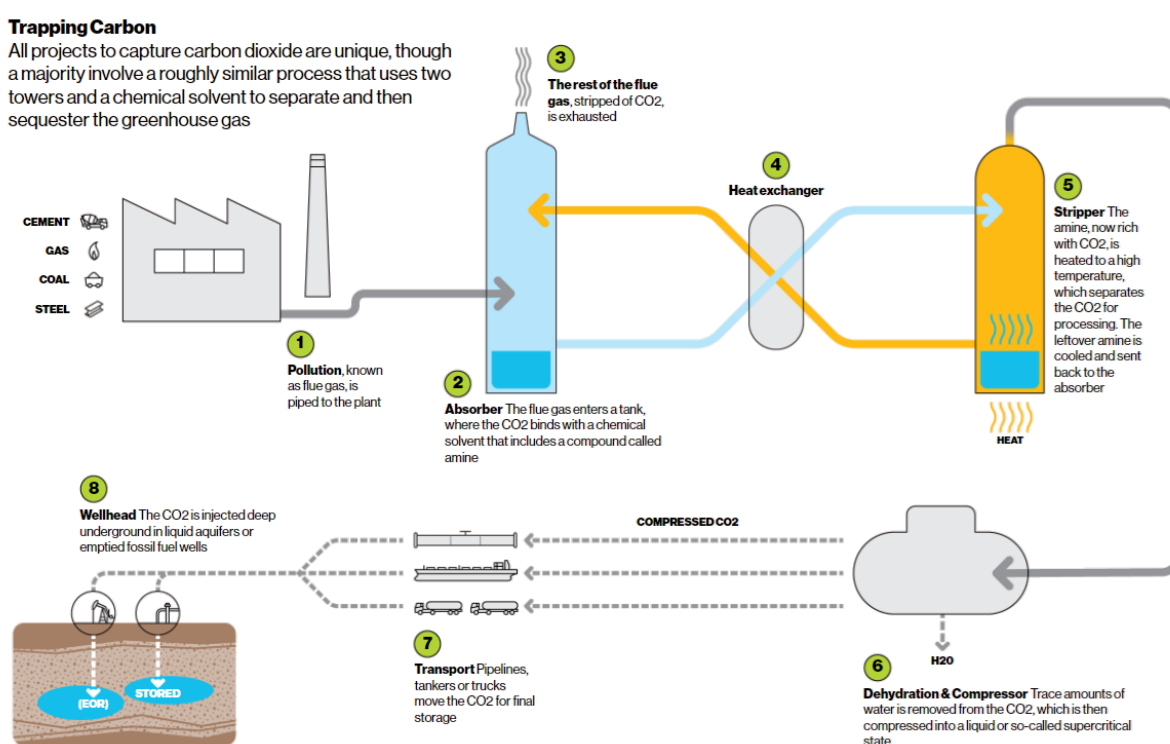 Trapping Carbon
All projects to capture carbon dioxide are unique, though
a majority involve a roughly similar process that uses two
towers and a chemical solvent to separate and then
sequester the greenhouse gas
CEMENT
GAS
COAL
STEEL
1
Pollution, known
as flue gas, is
piped to the plant
2
Absorber The flue gas enters a tank,
where the CO2 binds with a chemical
solvent that includes a compound called
amine
3
The rest of the flue
gas, stripped of CO2,
is exhausted
4
Heat exchanger
5
Stripper The
amine, now rich
with CO2, is
heated to a high
temperature,
which separates
the CO2 for
processing. The
leftover amine is
cooled and sent
back to the
absorber
HEAT
6
Dehydration & Compressor Trace amounts of
water is removed from the CO2, which is then
compressed into a liquid or so-called supercritical
state
H20
COMPRESSED CO2
7
Transport Pipelines,
tankers or trucks
move the CO2 for final
storage
8
Wellhead The CO2 is injected deep
underground in liquid aquifers or
emptied fossil fuel wells
(EOR)
STORED